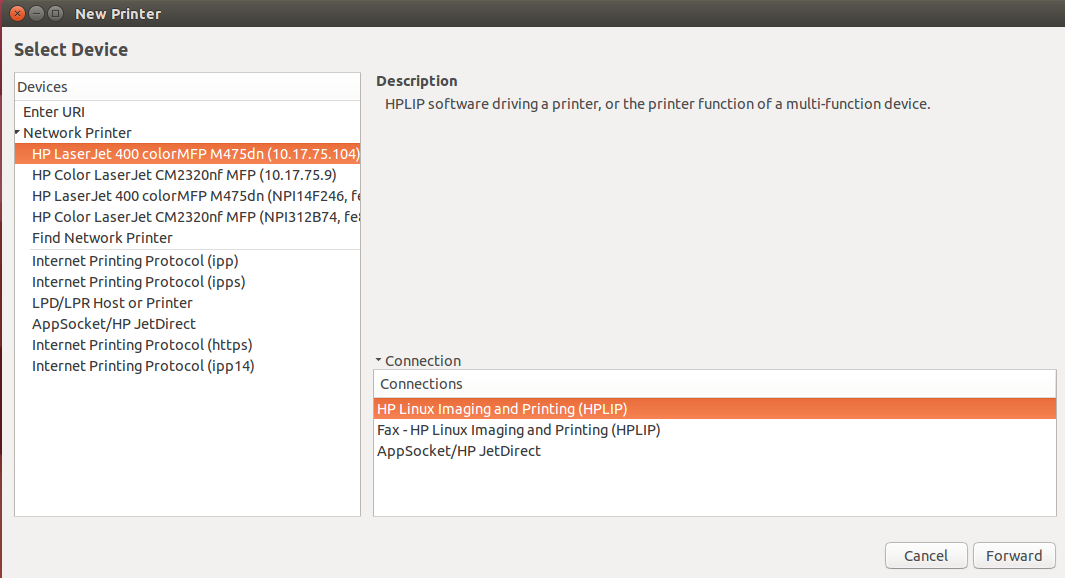 New Printer
Select Device
Devices
Enter URI
Network Printer
HP LaserJet 400 colorMFP M475dn (10.17.75.104)
HP Color LaserJet CM2320nf MFP (10.17.75.9)
HP LaserJet 400 colorMFP M475dn (NPI14F246, fe
HP Color LaserJet CM2320nf MFP (NPI312B74, fe8
Find Network Printer
Internet Printing Protocol (ipp)
Internet Printing Protocol (ipps)
LPD/LPR Host or Printer
AppSocket/HP JetDirect
Internet Printing Protocol (https)
Internet Printing Protocol (ipp14)
Description
HPLIP software driving a printer, or the printer function of a multi-function device.
Connection
Connections
HP Linux Imaging and Printing (HPLIP)
Fax - HP Linux Imaging and Printing (HPLIP)
AppSocket/HP JetDirect
Cancel
Forward